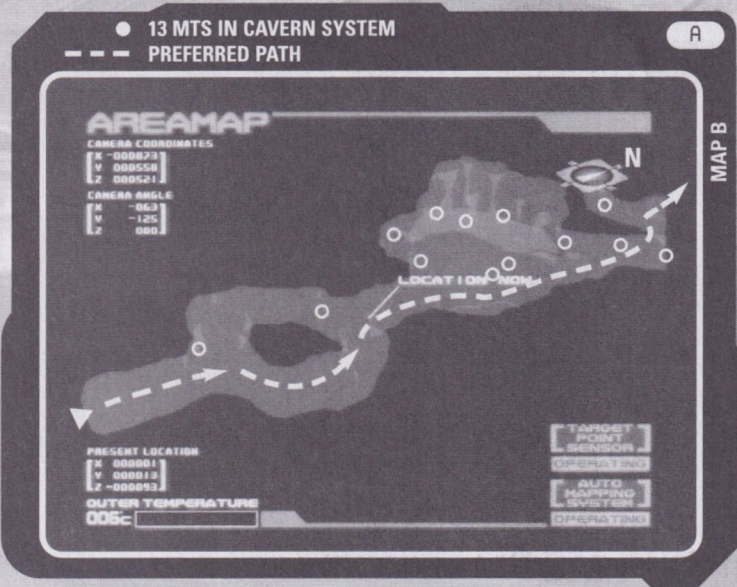 13 MTS IN CAVERN SYSTEM
PREFERRED PATH
A
MAP B
AREAMAP
CAMERA COORDINATES
X -000873
Y 000558
Z 000521
CAMERA ANGLE
X -063
Y -125
Z 000
N
LOCATION NOW
PRESENT LOCATION
X 000001
Y 000013
Z -000093
OUTER TEMPERATURE
006℃
TARGET
POINT
SENSOR
OPERATING
AUTO
MAPPING
SYSTEM
OPERATING